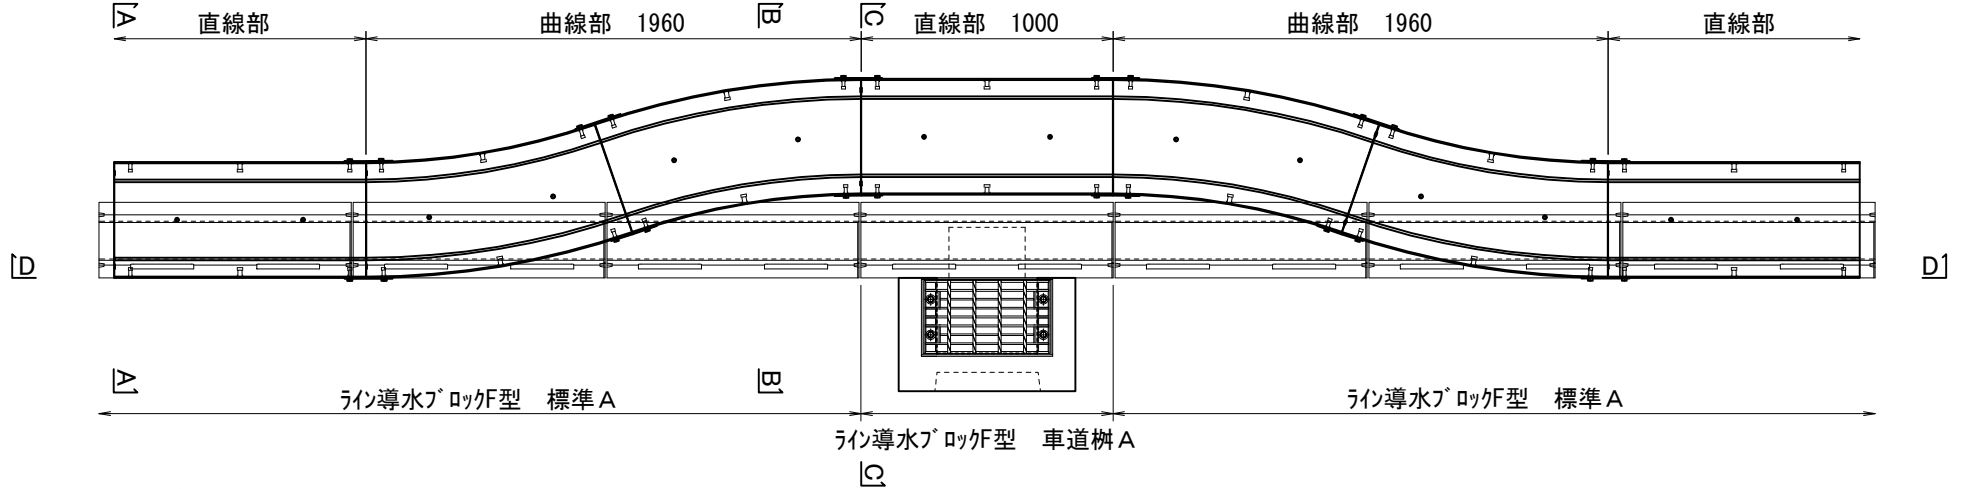 A
B
C
直線部
曲線部　1960
直線部　1000
曲線部　1960
直線部
D
D1
A1
B1
ﾗｲﾝ導水ﾌﾞﾛｯｸF型　標準A
ﾗｲﾝ導水ﾌﾞﾛｯｸF型　標準A
ﾗｲﾝ導水ﾌﾞﾛｯｸF型　車道桝A
C1